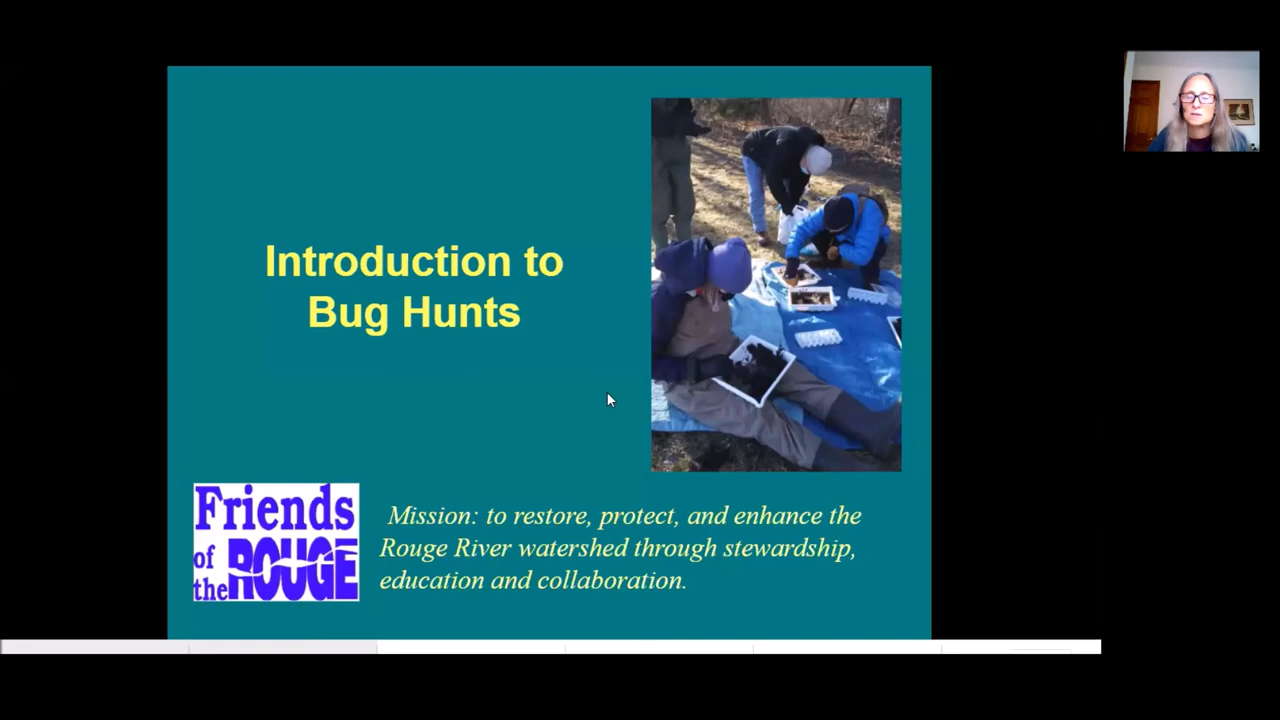 Introduction to
Bug Hunts
Friends
of
the ROUGE
Mission: to restore, protect, and enhance the
Rouge River watershed through stewardship,
education and collaboration.